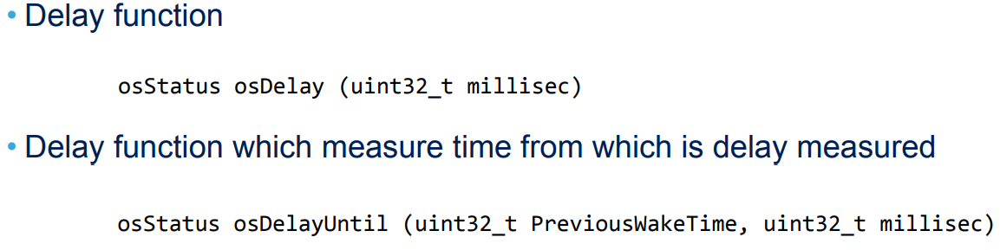 • Delay function
osStatus osDelay (uint32_t millisec)
• Delay function which measure time from which is delay measured
osStatus osDelayUntil (uint32_t PreviousWakeTime, uint32_t millisec)